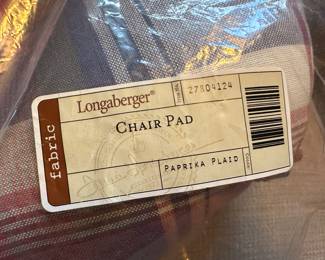 fabric
Longaberger®
27804124
CHAIR PAD
PAPRIKA PLAID